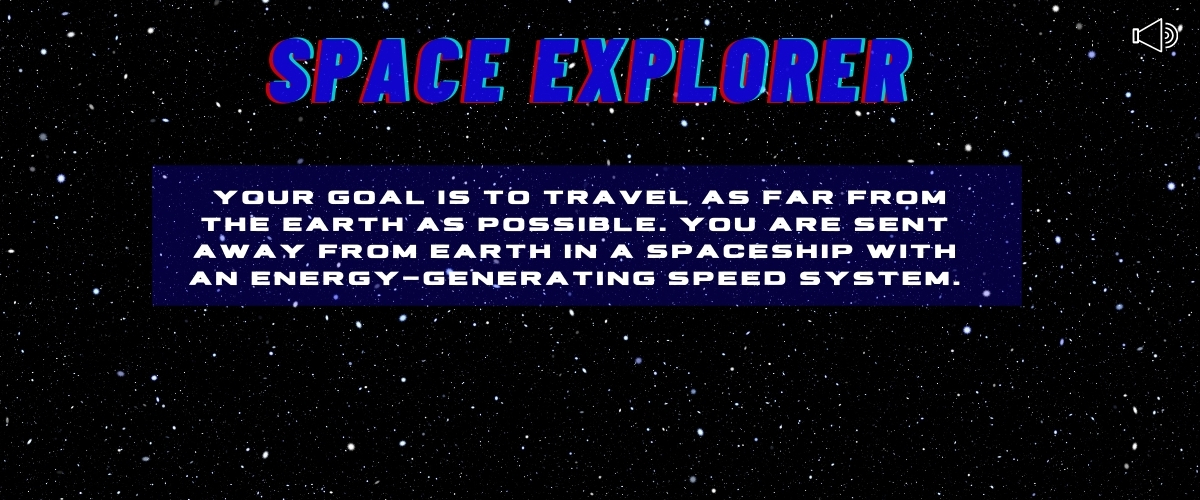 SPACE EXPLORER
YOUR GOAL IS TO TRAVEL AS FAR FROM
THE EARTH AS POSSIBLE. YOU ARE SENT
AWAY FROM EARTH IN A SPACESHIP WITH
AN ENERGY-GENERATING SPEED SYSTEM.